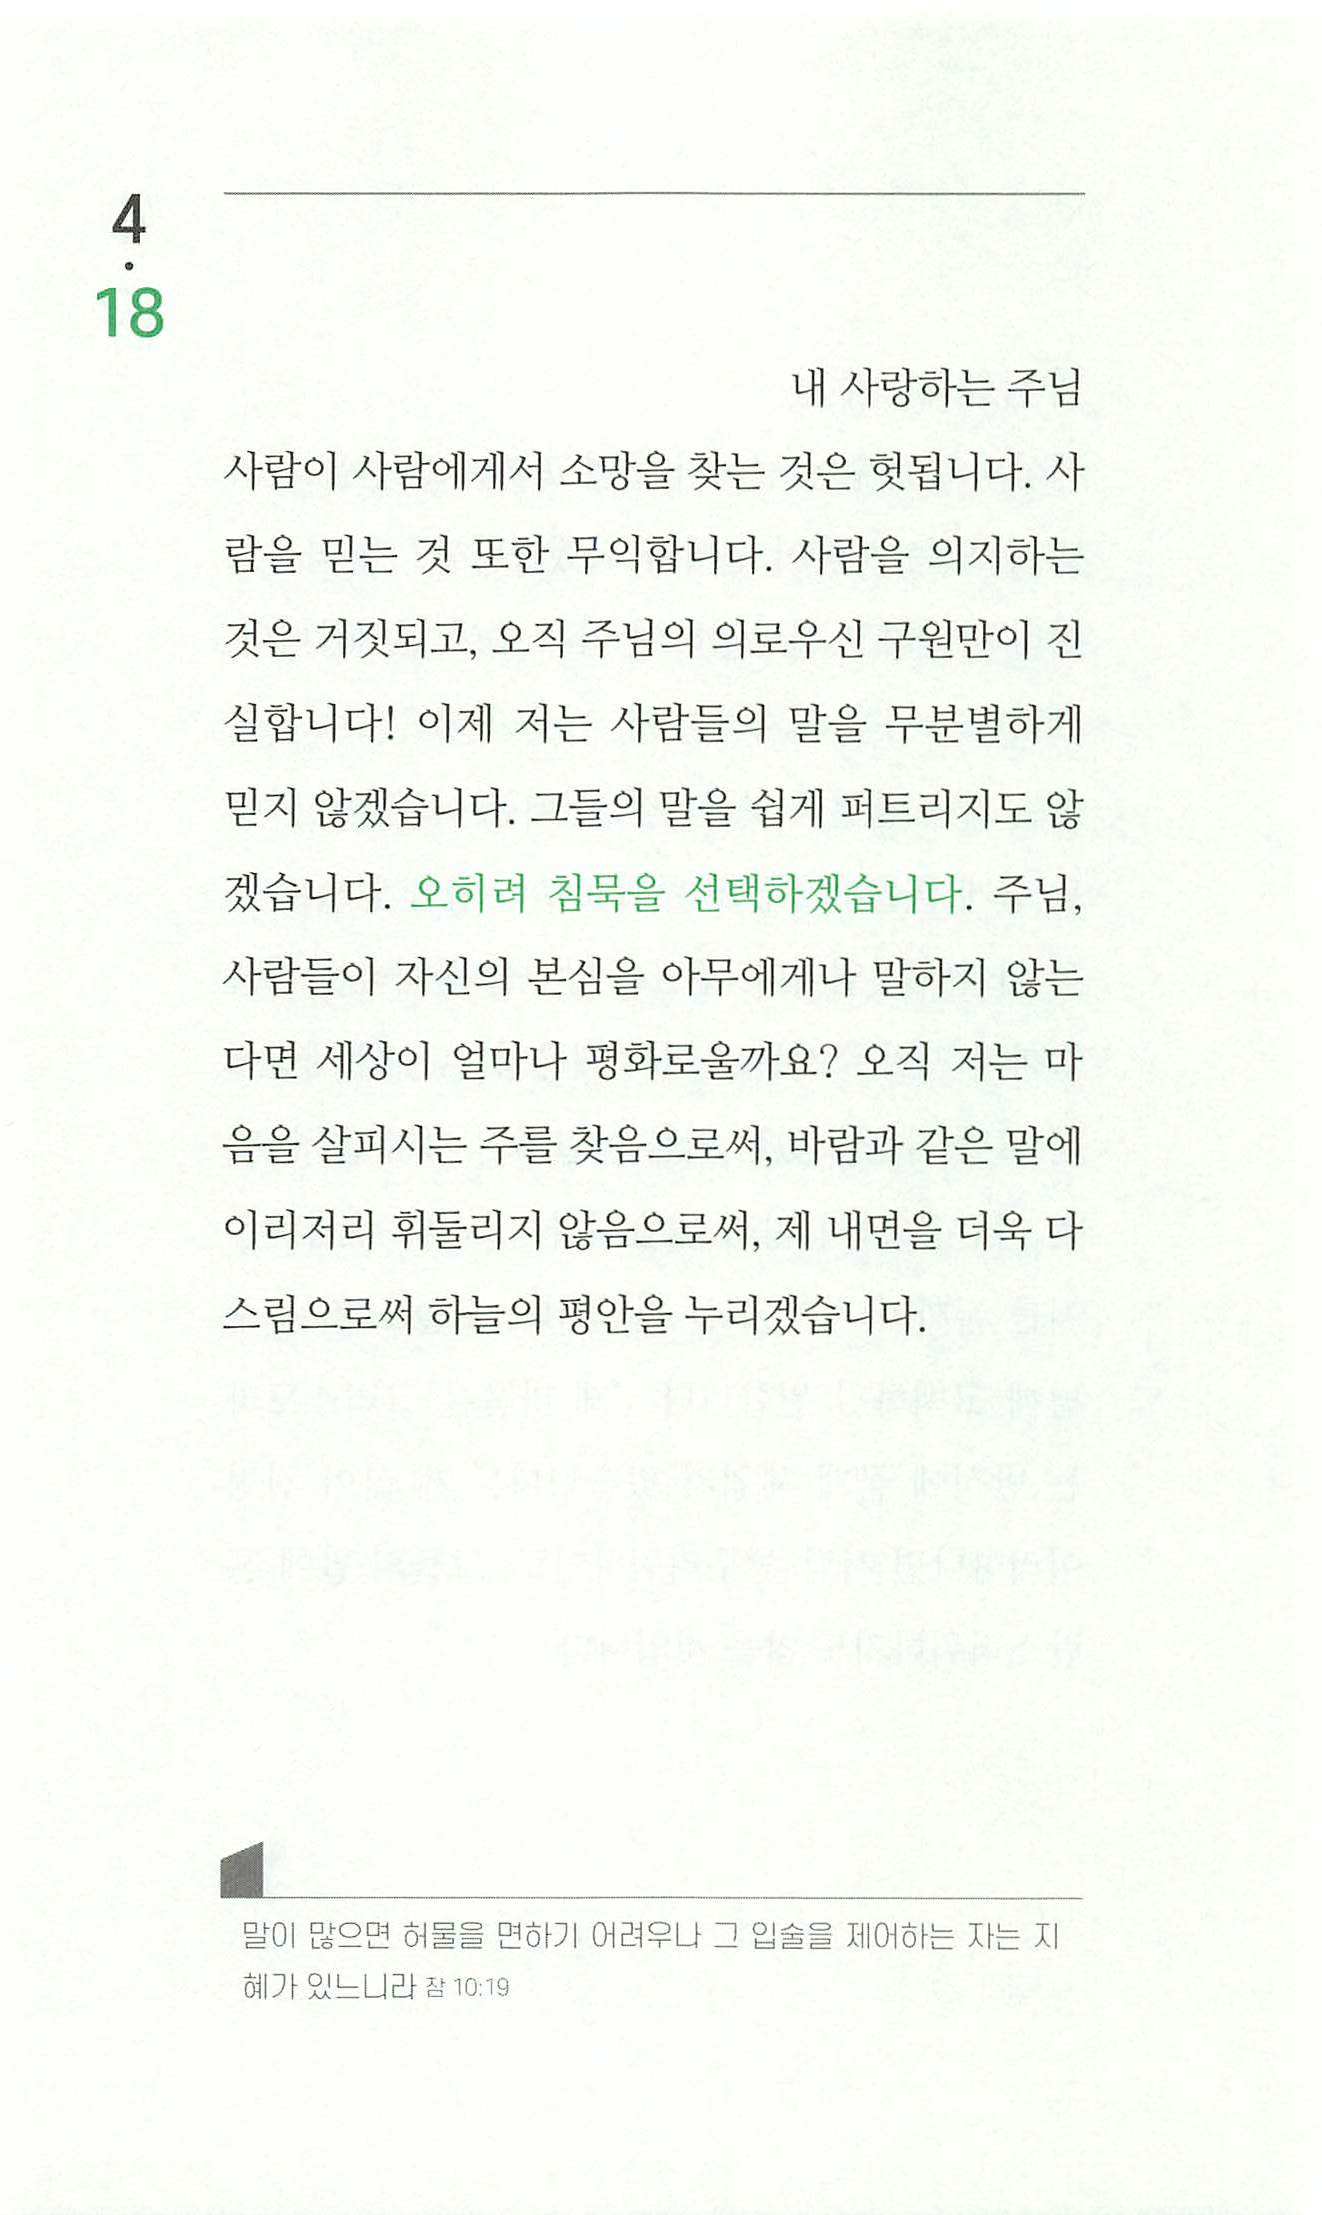 4
·
18
내 사랑하는 주님
사람이 사람에게서 소망을 찾는 것은 헛됩니다. 사
람을 믿는 것 또한 무익합니다. 사람을 의지하는
것은 거짓되고, 오직 주님의 의로우신 구원만이 진
실합니다! 이제 저는 사람들의 말을 무분별하게
믿지 않겠습니다. 그들의 말을 쉽게 퍼트리지도 않
겠습니다. 오히려 침묵을 선택하겠습니다. 주님,
사람들이 자신의 본심을 아무에게나 말하지 않는
다면 세상이 얼마나 평화로울까요? 오직 저는 마
음을 살피시는 주를 찾음으로써, 바람과 같은 말에
이리저리 휘둘리지 않음으로써, 제 내면을 더욱 다
스림으로써 하늘의 평안을 누리겠습니다.
말이 많으면 허물을 면하기 어려우나 그 입술을 제어하는 자는 지
혜가 있느니라 잠 10:19